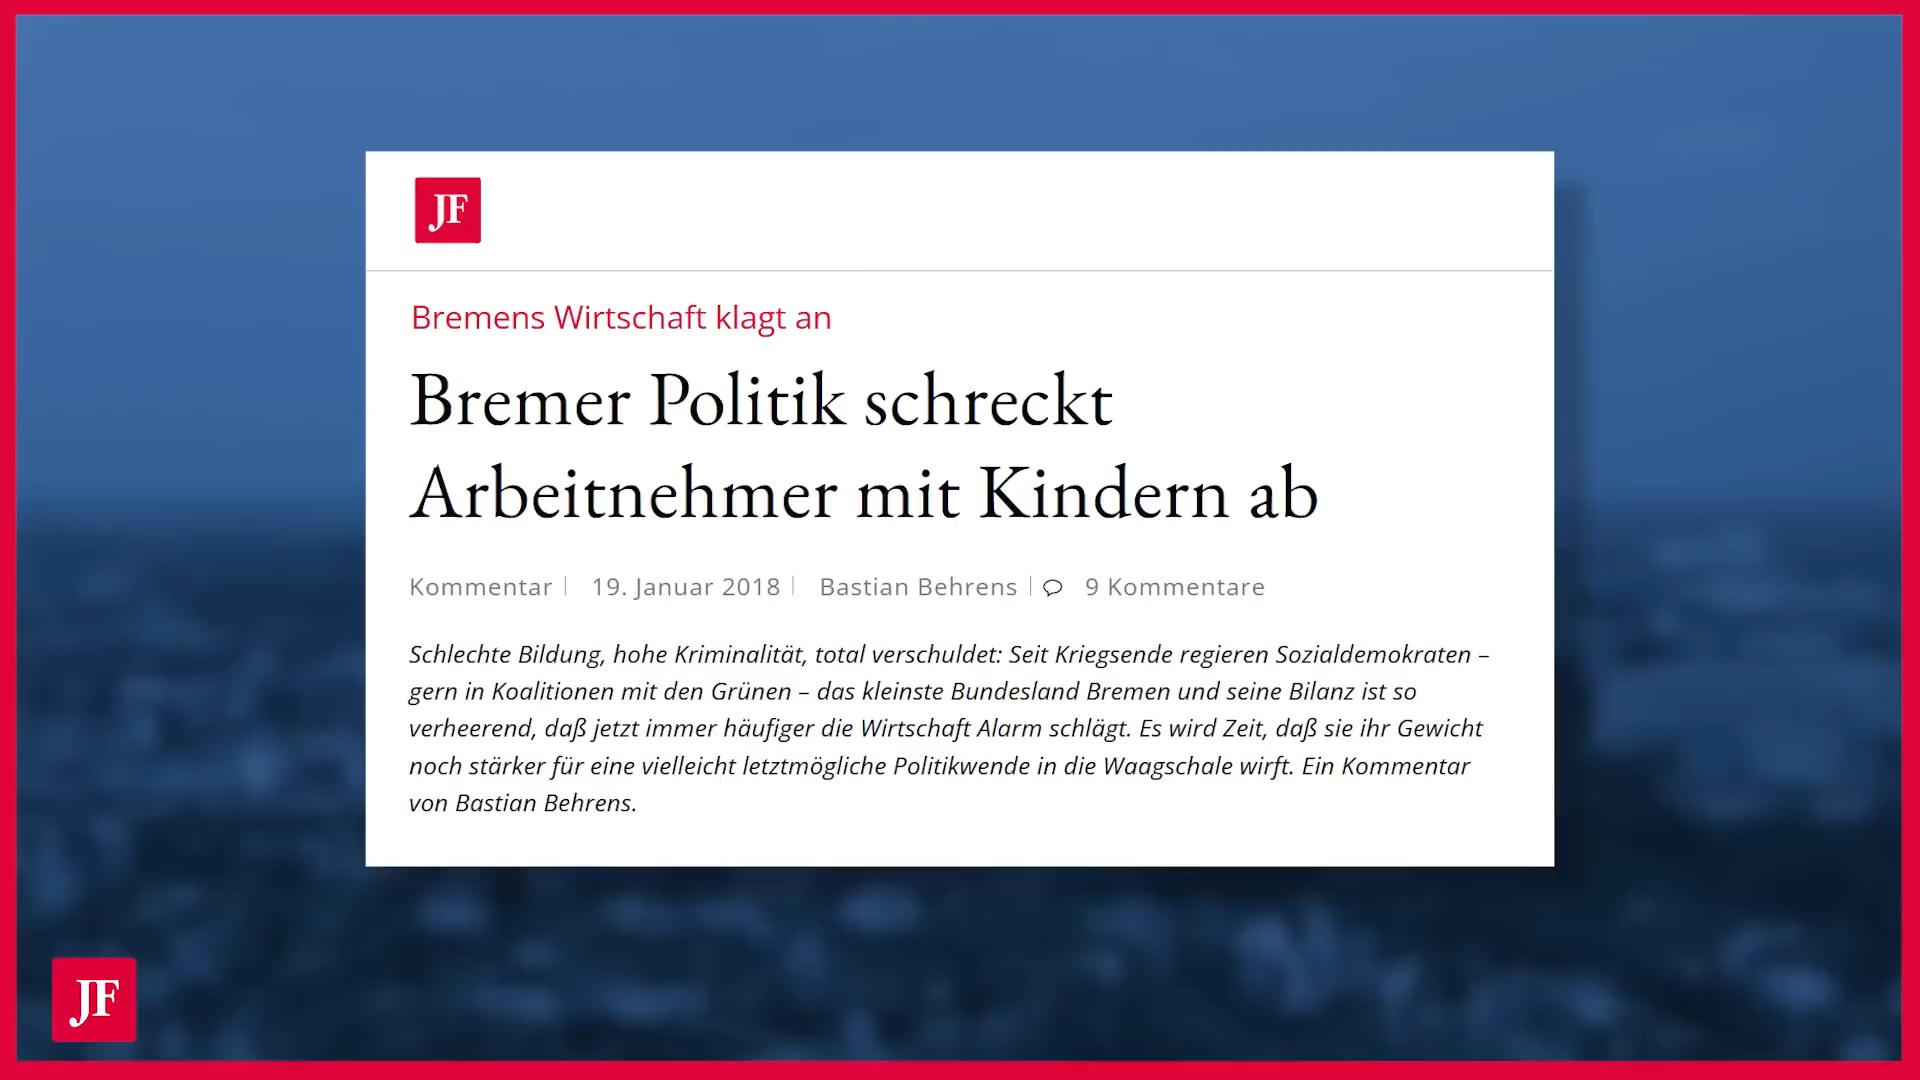 JF
Bremens Wirtschaft klagt an
Bremer Politik schreckt
Arbeitnehmer mit Kindern ab
Kommentar | 19. Januar 2018 | Bastian Behrens | 9 Kommentare
Schlechte Bildung, hohe Kriminalität, total verschuldet: Seit Kriegsende regieren Sozialdemokraten –
gern in Koalitionen mit den Grünen – das kleinste Bundesland Bremen und seine Bilanz ist so
verheerend, daß jetzt immer häufiger die Wirtschaft Alarm schlägt. Es wird Zeit, daß sie ihr Gewicht
noch stärker für eine vielleicht letztmögliche Politikwende in die Waagschale wirft. Ein Kommentar
von Bastian Behrens.
JF